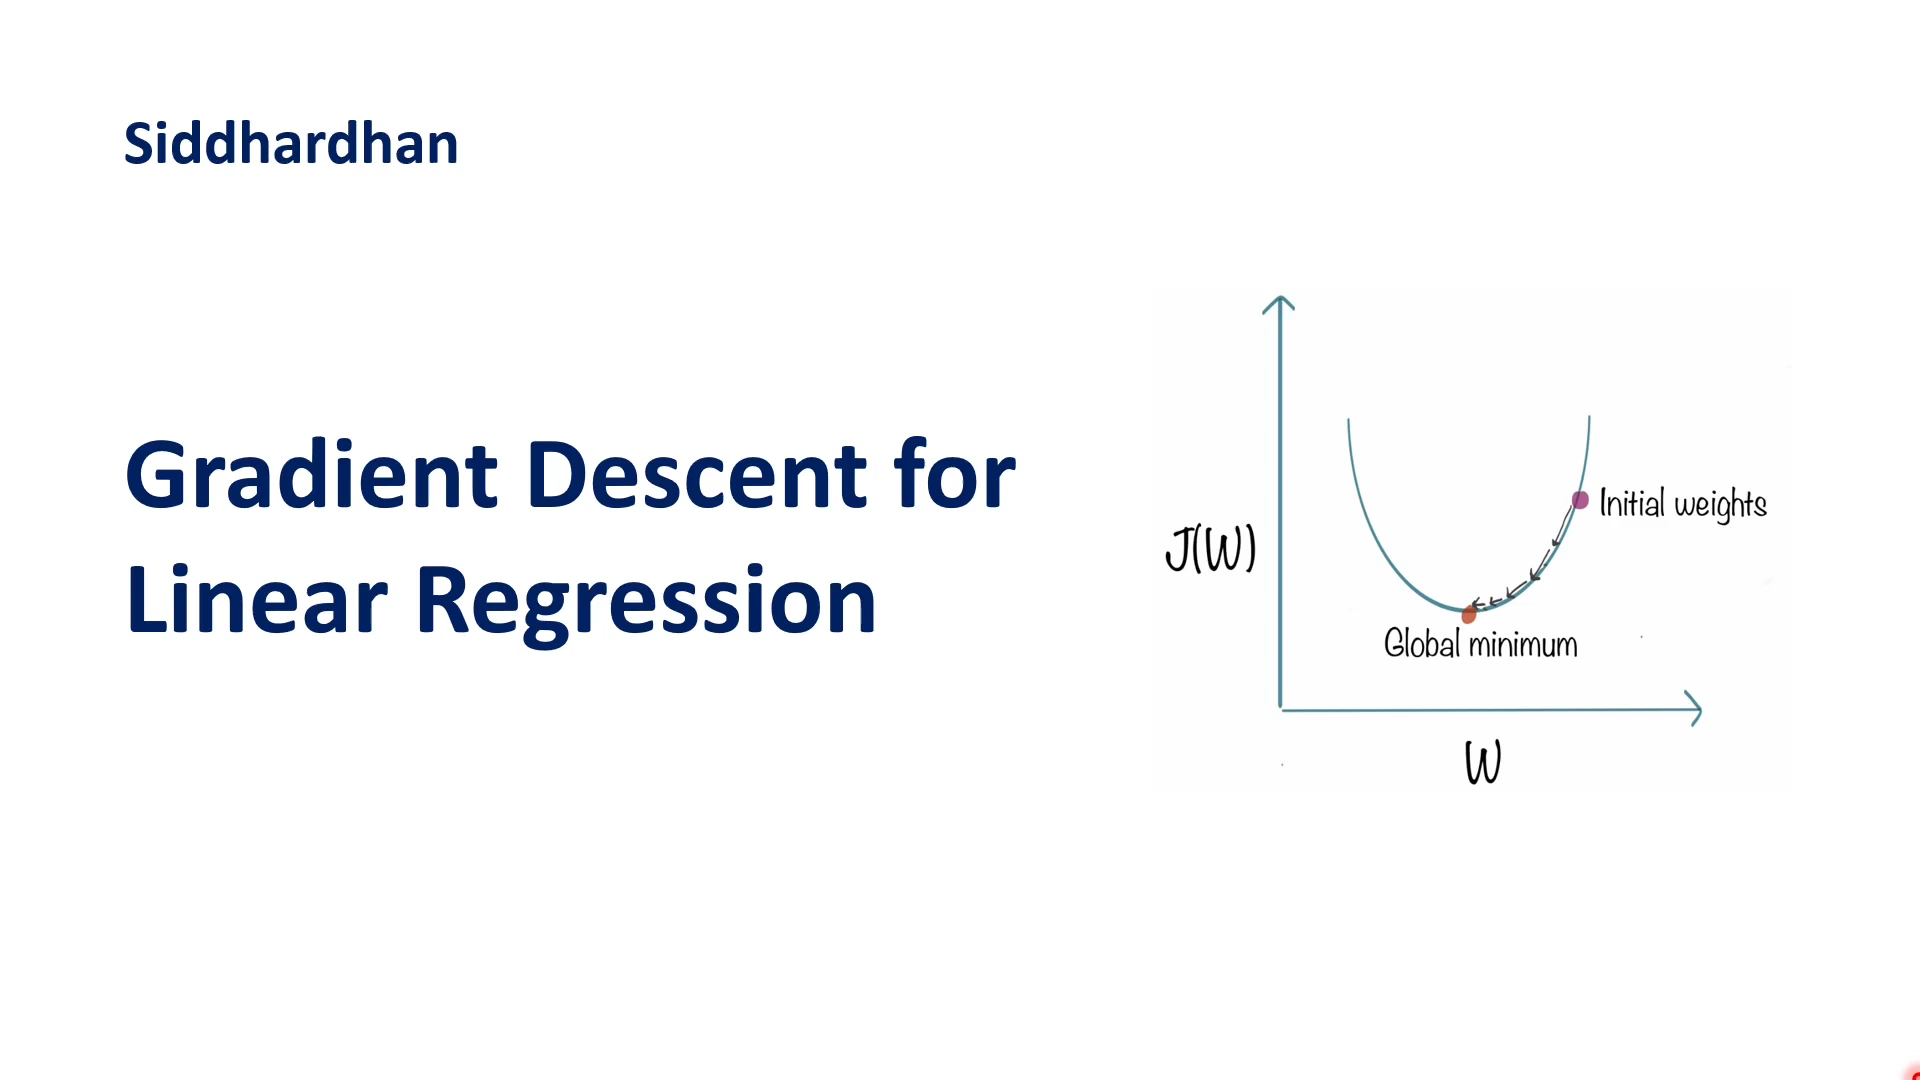 Siddhardhan
Gradient Descent for
Linear Regression
J(W)
Initial weights
Global minimum
W